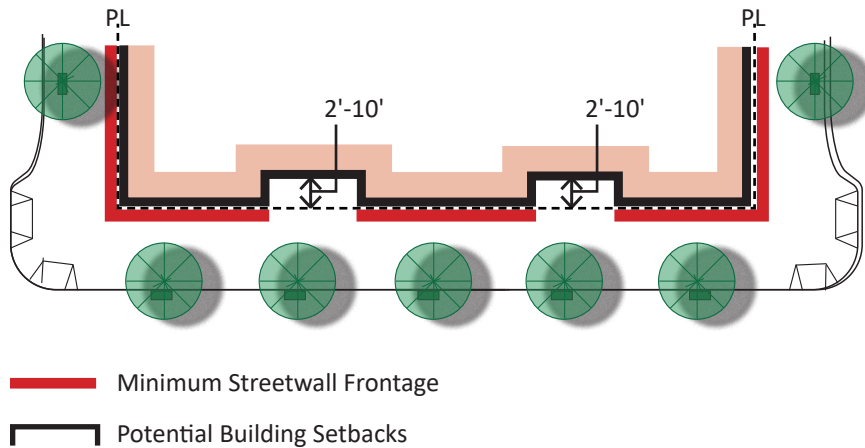 PL PL
2'-10' 2'-10'
Minimum Streetwall Frontage
Potential Building Setbacks